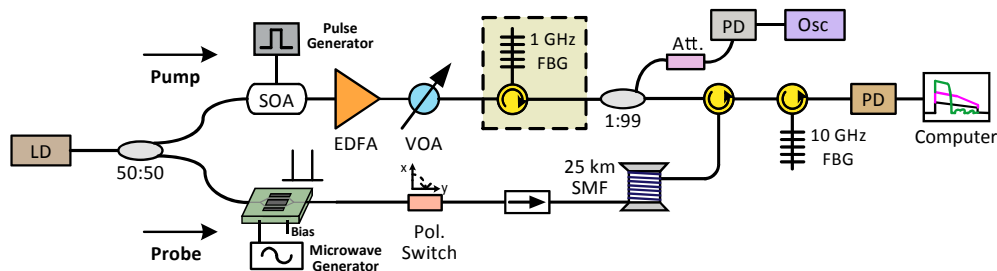 Pulse
Generator
Pump
SOA
EDFA
VOA
1 GHz
FBG
1:99
Att.
PD
Osc
LD
50:50
PD
Computer
10 GHz
FBG
25 km
SMF
x
y
Pol.
Switch
Bias
Probe
Microwave
Generator